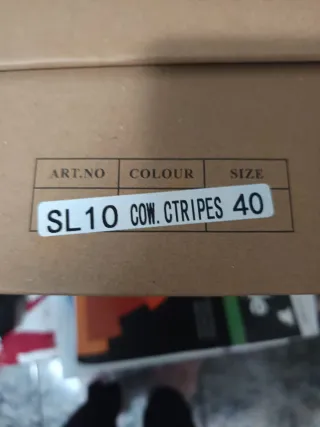 ART.NO COLOUR SIZE
SL10 COW. CTRIPES 40